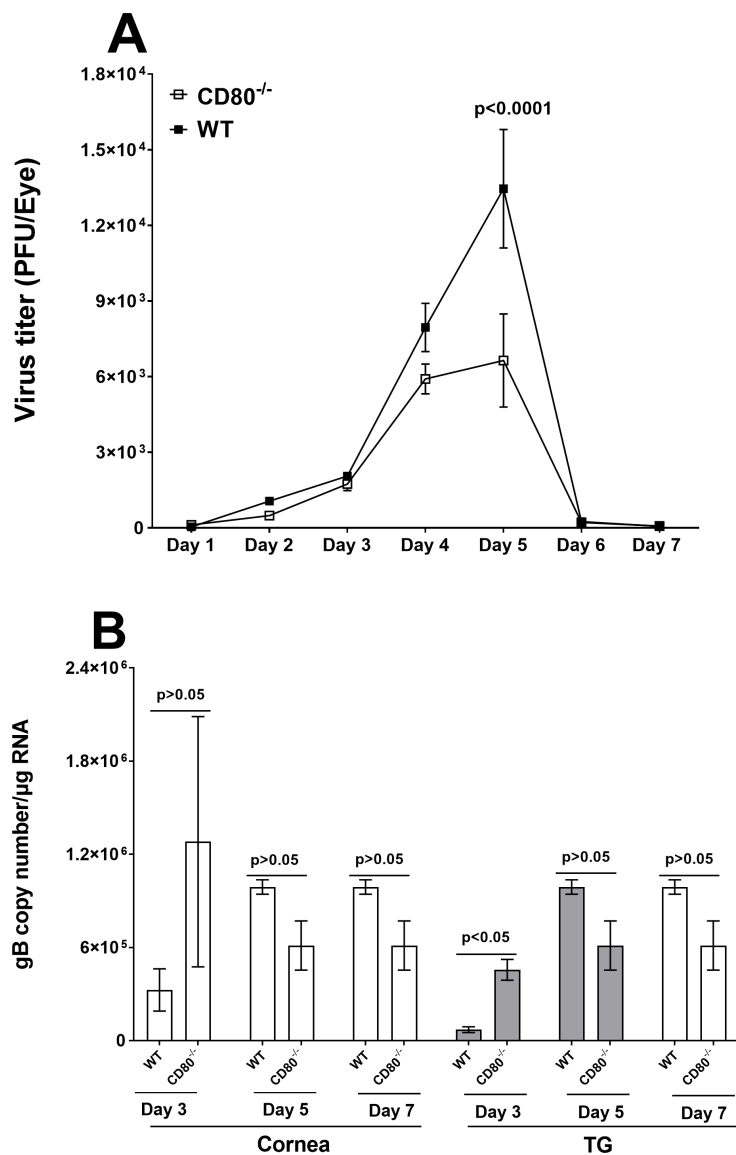 A
1.8×10⁴
1.5×10⁴
1.2×10⁴
9×10³
6×10³
3×10³
0
Virus titer (PFU/Eye)
CD80⁻/⁻
WT
p<0.0001
Day 1 Day 2 Day 3 Day 4 Day 5 Day 6 Day 7
B
2.4×10⁶
1.8×10⁶
1.2×10⁶
6×10⁵
0
gB copy number/µg RNA
p>0.05
p>0.05 p>0.05 p<0.05 p>0.05 p>0.05
WT CD80⁻/⁻ WT CD80⁻/⁻ WT CD80⁻/⁻ WT CD80⁻/⁻ WT CD80⁻/⁻ WT CD80⁻/⁻
Day 3 Day 5 Day 7 Day 3 Day 5 Day 7
Cornea TG